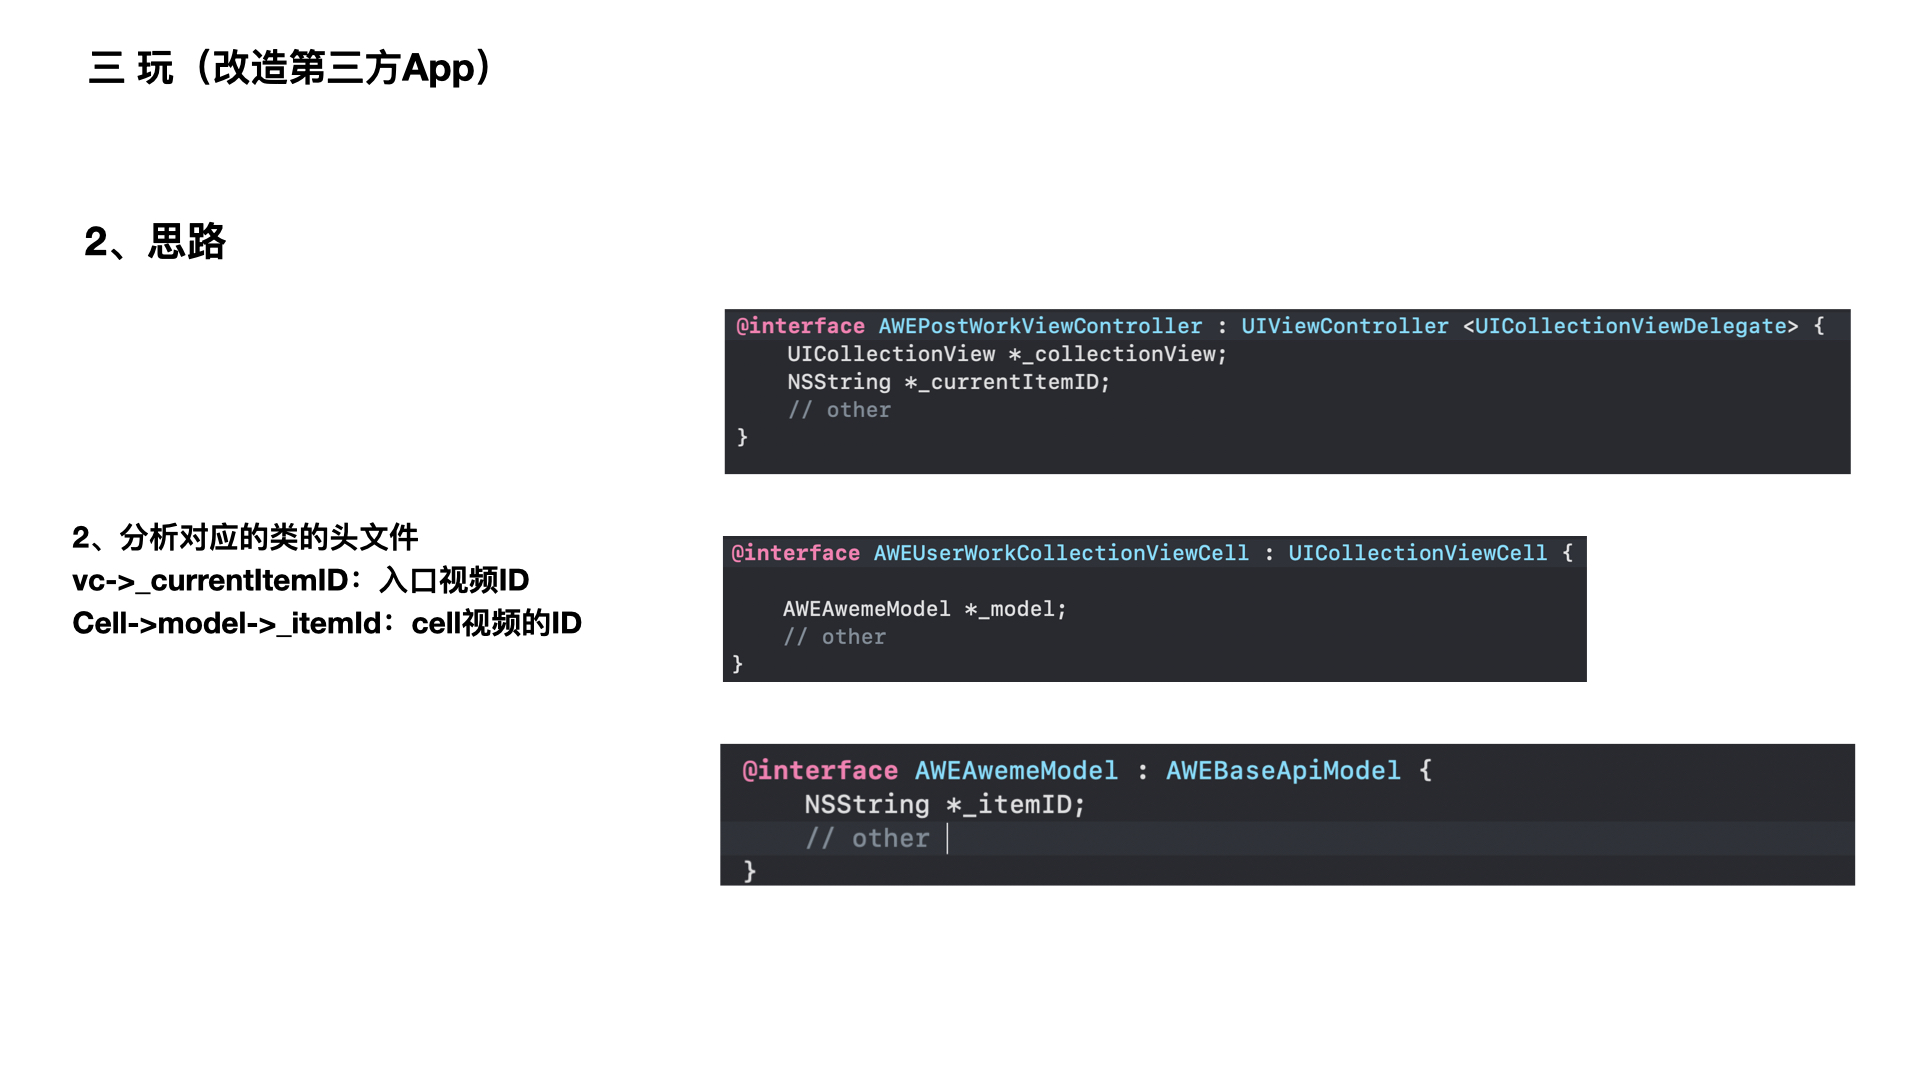 三 玩（改造第三方App）
2、思路
@interface AWEPostWorkViewController : UIViewController <UICollectionViewDelegate> {
UICollectionView *_collectionView;
NSString *_currentItemID;
// other
}
2、分析对应的类的头文件
vc->_currentItemID：入口视频ID
Cell->model->_itemId：cell视频的ID
@interface AWEUserWorkCollectionViewCell : UICollectionViewCell {
AWEAwemeModel *_model;
// other
}
@interface AWEAwemeModel : AWEBaseApiModel {
NSString *_itemID;
// other
}